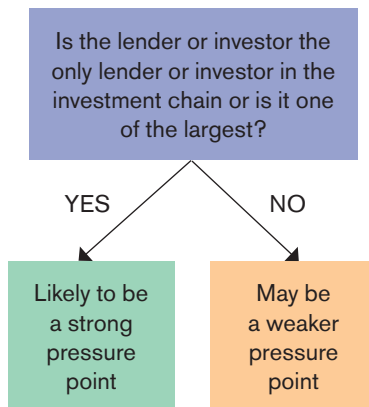 Is the lender or investor the
only lender or investor in the
investment chain or is it one
of the largest?
YES
NO
Likely to be
a strong
pressure
point
May be
a weaker
pressure
point